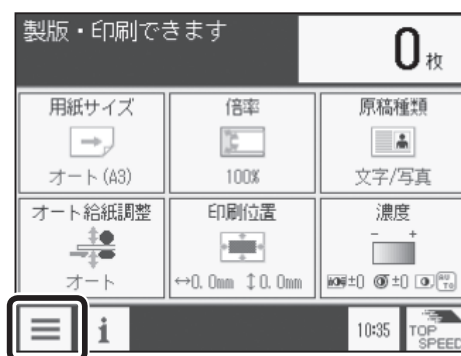 製版・印刷できます
0枚
用紙サイズ 倍率 原稿種類
オート(A3) 100% 文字/写真
オート給紙調整 印刷位置 濃度
- +
オート ↔0.0mm ↕0.0mm ±0 ±0 AUTO
i 10:35 TOP SPEED